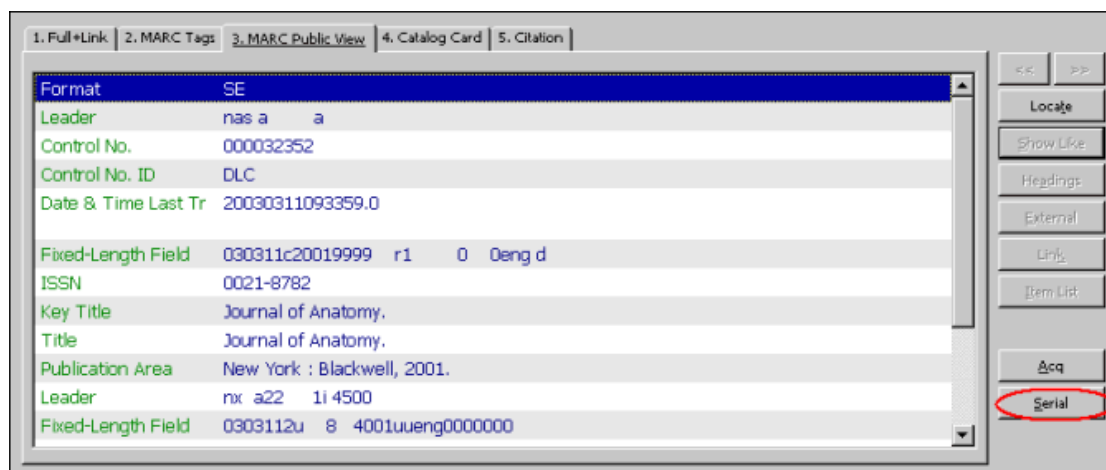 1. Full+Link 2. MARC Tags 3. MARC Public View 4. Catalog Card 5. Citation
<< >>
Format SE
Locate
Leader nas a a
Show Like
Control No. 000032352
Headings
Control No. ID DLC
Date & Time Last Tr 20030311093359.0
External
Fixed-Length Field 030311c20019999 r1 0 0eng d
Link
ISSN 0021-8782
Item List
Key Title Journal of Anatomy.
Title Journal of Anatomy.
Publication Area New York : Blackwell, 2001.
Acq
Leader nx a22 1i 4500
Serial
Fixed-Length Field 0303112u 8 4001uueng0000000